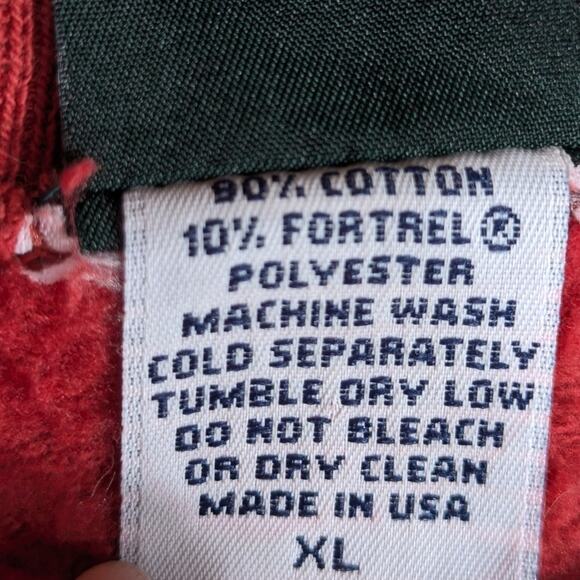 90% COTTON
10% FORTREL®
POLYESTER
MACHINE WASH
COLD SEPARATELY
TUMBLE DRY LOW
DO NOT BLEACH
OR DRY CLEAN
MADE IN USA
XL